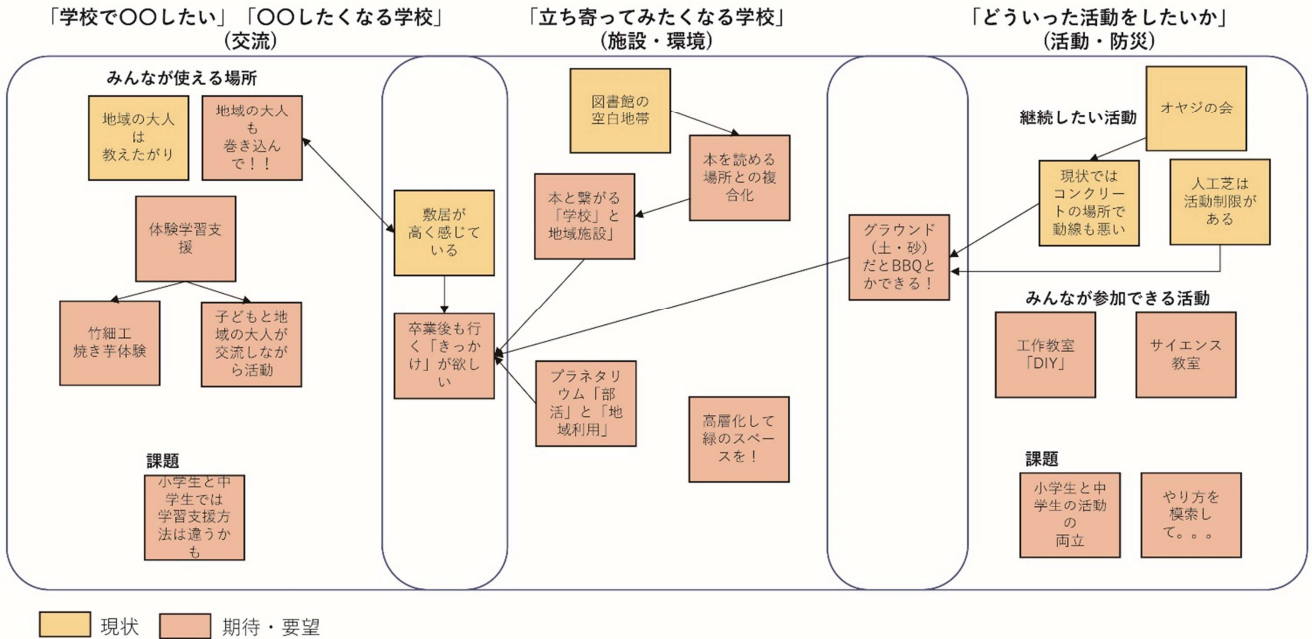 「学校で〇〇したい」「〇〇したくなる学校」
(交流)
みんなが使える場所
地域の大人
は
教えたがり
地域の大人
も
巻き込ん
で！！
体験学習支
援
竹細工
焼き芋体験
子どもと地
域の大人が
交流しなが
ら活動
課題
小学生と中
学生では
学習支援方
法は違うか
も
敷居が
高く感じて
いる
卒業後も行
く「きっか
け」が欲し
い
「立ち寄ってみたくなる学校」
(施設・環境)
図書館の
空白地帯
本を読める
場所との複
合化
本と繋がる
「学校」と
地域施設」
プラネタリ
ウム「部
活」と「地
域利用」
高層化して
緑のスペー
スを！
グラウンド
（土・砂）
だとBBQと
かできる！
「どういった活動をしたいか」
(活動・防災)
継続したい活動
オヤジの会
現状では
コンクリー
トの場所で
動線も悪い
人工芝は
活動制限が
ある
みんなが参加できる活動
工作教室
「DIY」
サイエンス
教室
課題
小学生と中
学生の活動
の
両立
やり方を
模索し
て。。。
現状
期待・要望